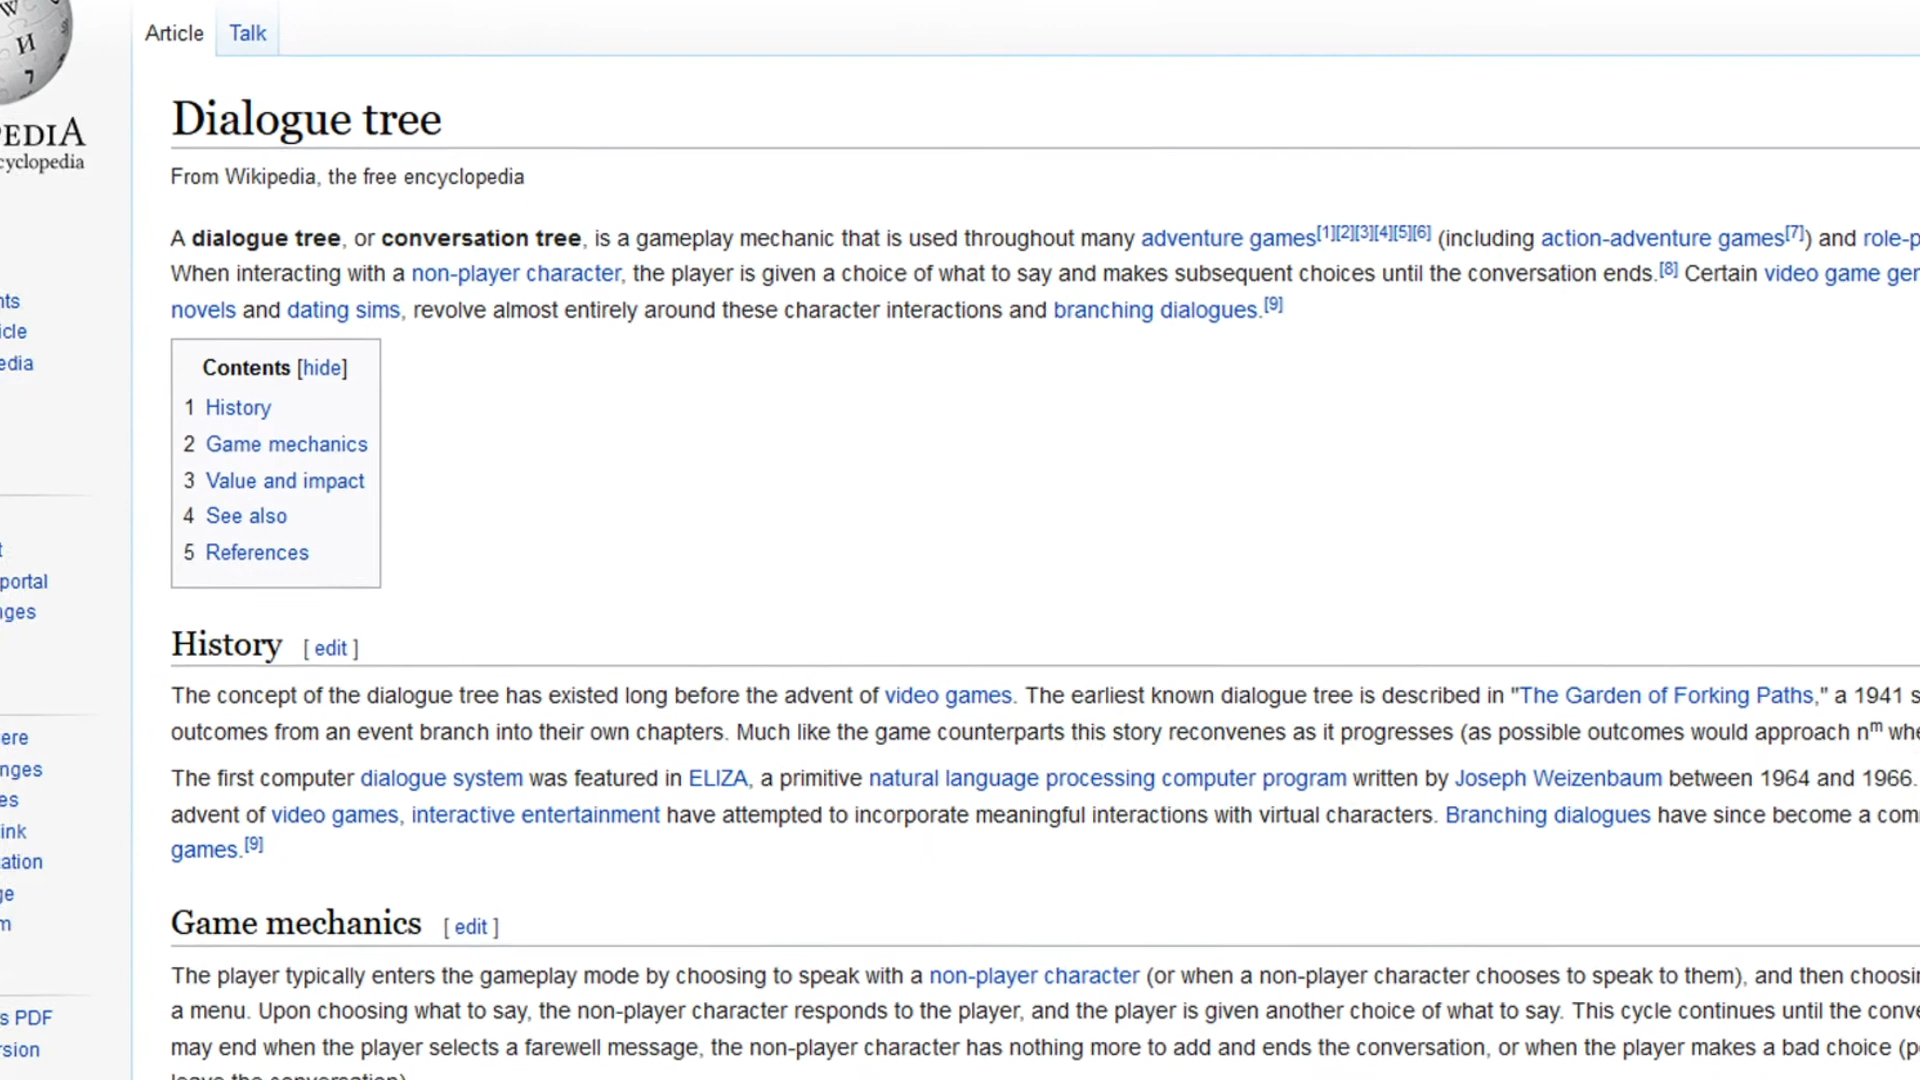 W
И
Article Talk
PEDIA
cyclopedia
Dialogue tree
From Wikipedia, the free encyclopedia
A dialogue tree, or conversation tree, is a gameplay mechanic that is used throughout many adventure games[1][2][3][4][5][6] (including action-adventure games[7]) and role-p
When interacting with a non-player character, the player is given a choice of what to say and makes subsequent choices until the conversation ends.[8] Certain video game ger
novels and dating sims, revolve almost entirely around these character interactions and branching dialogues.[9]
Contents [hide]
1 History
2 Game mechanics
3 Value and impact
4 See also
5 References
nts
icle
edia
t
portal
nges
ere
nges
es
ink
ation
ge
m
s PDF
rsion
History [ edit ]
The concept of the dialogue tree has existed long before the advent of video games. The earliest known dialogue tree is described in "The Garden of Forking Paths," a 1941 s
outcomes from an event branch into their own chapters. Much like the game counterparts this story reconvenes as it progresses (as possible outcomes would approach n^m whe
The first computer dialogue system was featured in ELIZA, a primitive natural language processing computer program written by Joseph Weizenbaum between 1964 and 1966.
advent of video games, interactive entertainment have attempted to incorporate meaningful interactions with virtual characters. Branching dialogues have since become a com
games.[9]
Game mechanics [ edit ]
The player typically enters the gameplay mode by choosing to speak with a non-player character (or when a non-player character chooses to speak to them), and then choosin
a menu. Upon choosing what to say, the non-player character responds to the player, and the player is given another choice of what to say. This cycle continues until the conve
may end when the player selects a farewell message, the non-player character has nothing more to add and ends the conversation, or when the player makes a bad choice (p
leave the conversation).